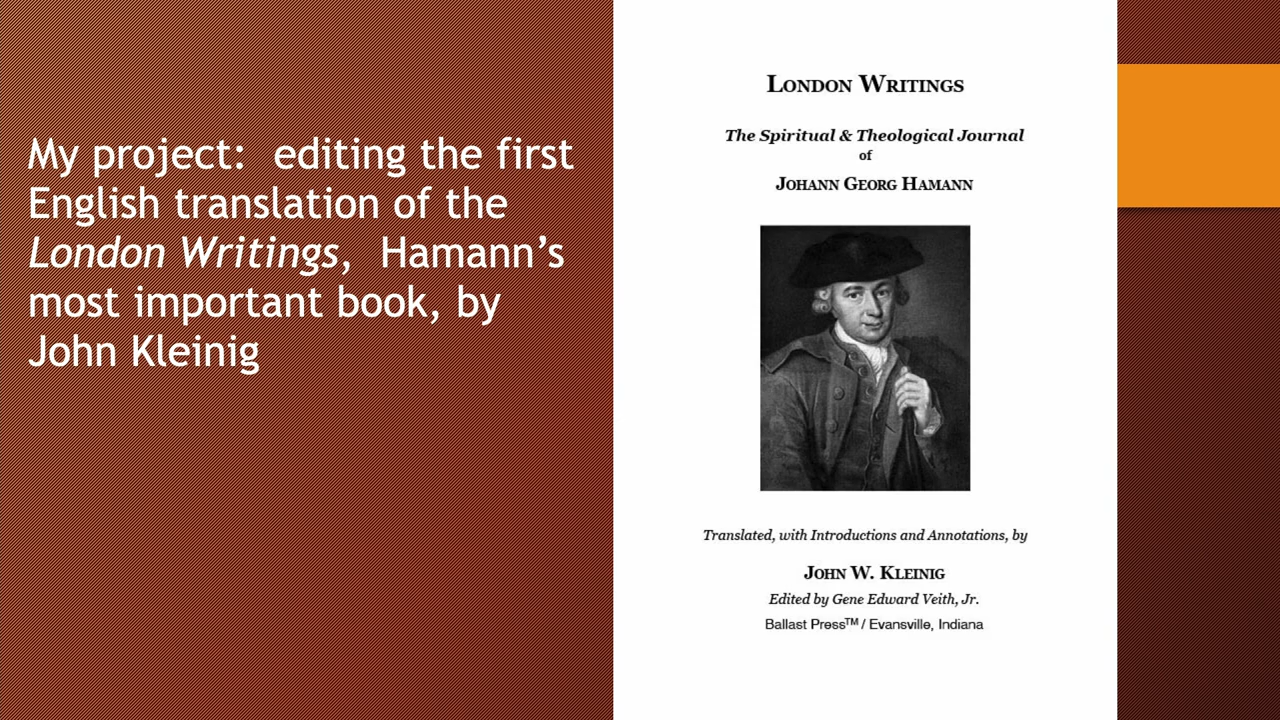 My project:  editing the first
English translation of the
London Writings,  Hamann’s
most important book, by
John Kleinig
LONDON WRITINGS
The Spiritual & Theological Journal
of
JOHANN GEORG HAMANN
Translated, with Introductions and Annotations, by
JOHN W. KLEINIG
Edited by Gene Edward Veith, Jr.
Ballast Press™ / Evansville, Indiana